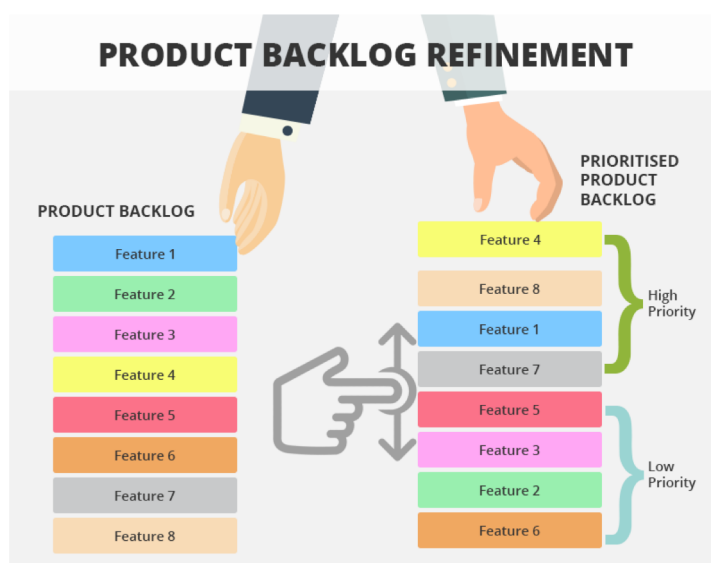 PRODUCT BACKLOG REFINEMENT
PRODUCT BACKLOG
Feature 1
Feature 2
Feature 3
Feature 4
Feature 5
Feature 6
Feature 7
Feature 8
PRIORITISED
PRODUCT
BACKLOG
Feature 4
Feature 8
Feature 1
Feature 7
Feature 5
Feature 3
Feature 2
Feature 6
High
Priority
Low
Priority